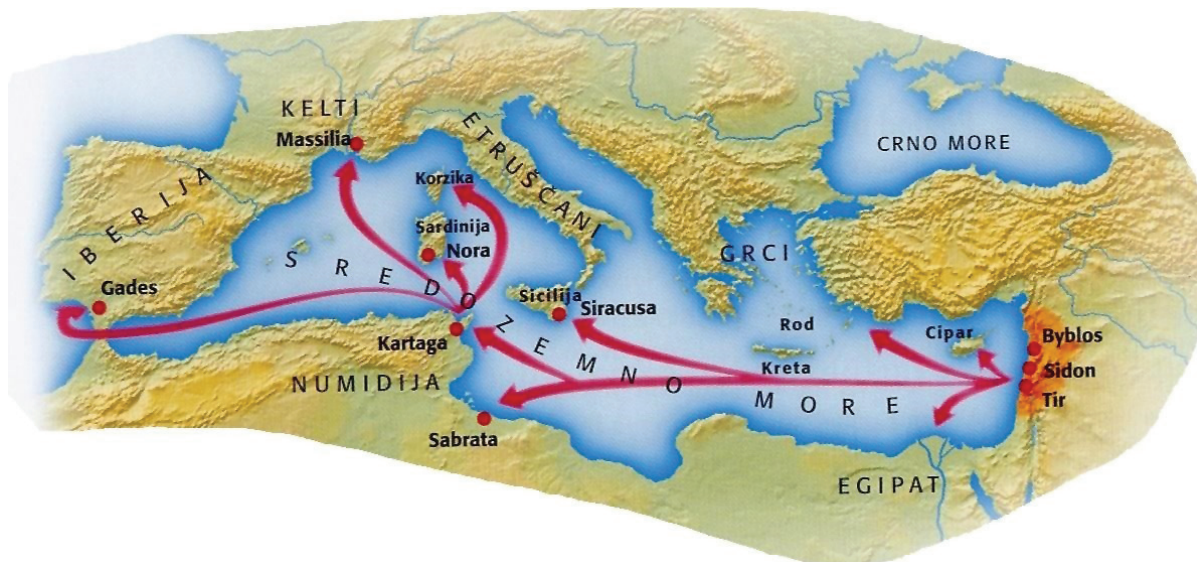 KELTI
Massilia
ETRUŠČANI
CRNO MORE
Korzika
IBERIJA
Sardinija
Nora
GRCI
SREDOZEMNO MORE
Gades
Sicilija
Siracusa
Rod
Cipar
Byblos
Kartaga
Kreta
Sidon
NUMIDIJA
Tir
Sabrata
EGIPAT